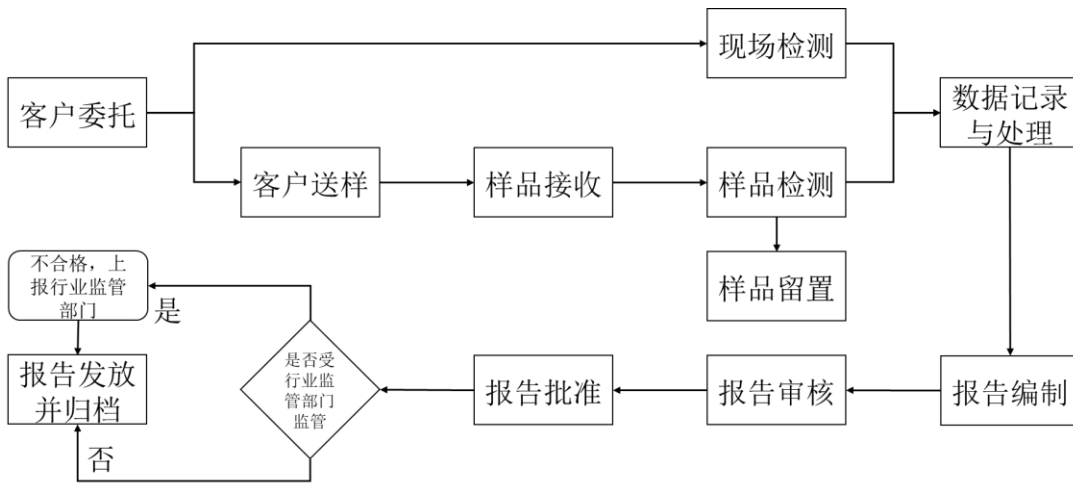 现场检测
客户委托
数据记录
与处理
客户送样
样品接收
样品检测
样品留置
不合格，上
报行业监管
部门
是
是否受
行业监
管部门
监管
报告发放
并归档
报告批准
报告审核
报告编制
否